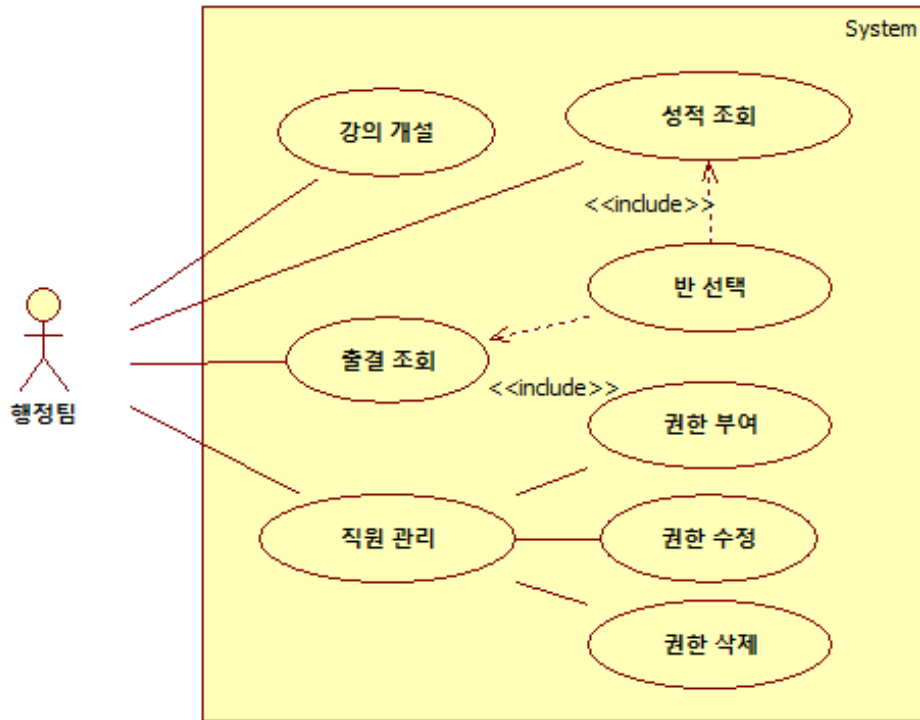 System
강의 개설
성적 조회
<<include>>
반 선택
출결 조회
<<include>>
행정팀
권한 부여
직원 관리
권한 수정
권한 삭제